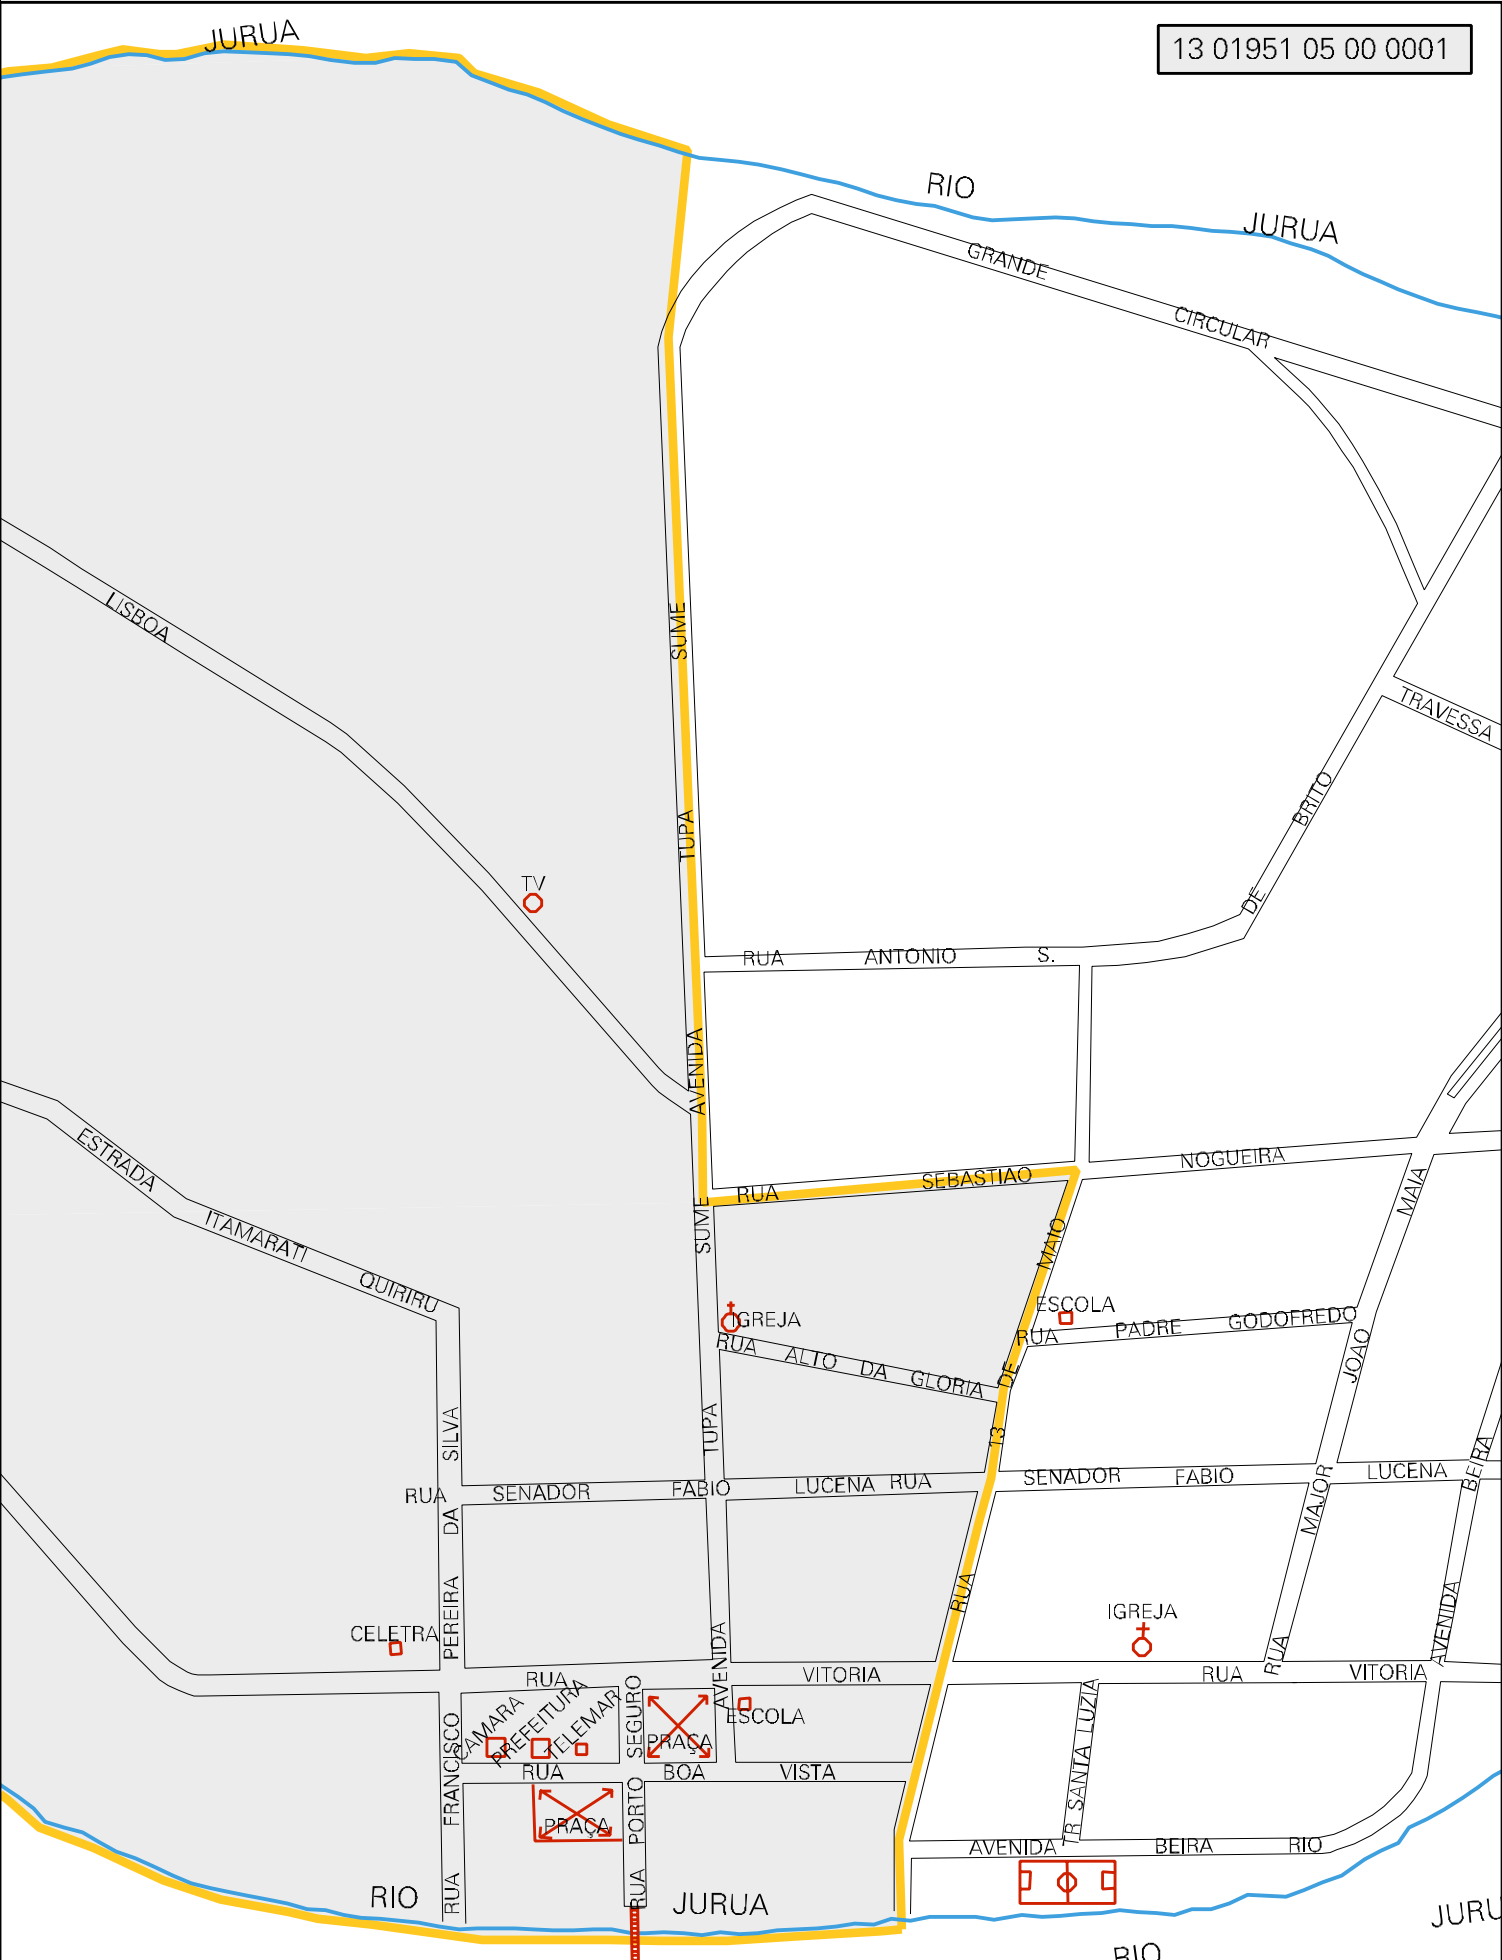 JURUA
13 01951 05 00 0001
RIO
JURUA
GRANDE
CIRCULAR
LISBOA
SUME
TRAVESSA
BRITO
TUPA
TV
DE
RUA ANTONIO S.
AVENIDA
ESTRADA
ITAMARATI
QUIRIRU
RUA SEBASTIAO
NOGUEIRA
SUME
MAIO
MAIA
IGREJA
ESCOLA
RUA ALTO DA GLORIA
RUA PADRE GODOFREDO
DE
JOAO
SILVA
TUPA
13
BEIRA
RUA SENADOR FABIO LUCENA RUA
SENADOR FABIO LUCENA
DA
MAJOR
PEREIRA
RUA
AVENIDA
IGREJA
CELETRA
AVENIDA
RUA
RUA VITORIA
RUA VITORIA
CAMARA
PREFEITURA
TELEMAR
SEGURO
PRAÇA
ESCOLA
TR SANTA LUZIA
FRANCISCO
RUA BOA VISTA
PORTO
PRAÇA
AVENIDA BEIRA RIO
RUA
RUA
RIO JURUA
JURU
RIO